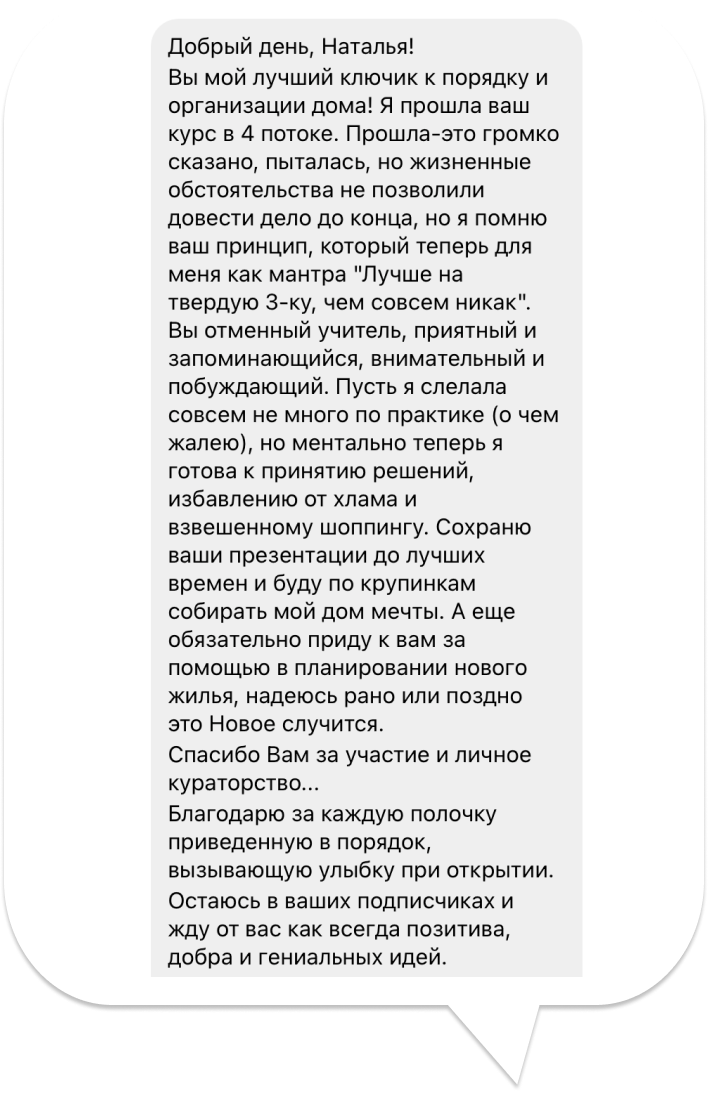 Добрый день, Наталья!
Вы мой лучший ключик к порядку и
организации дома! Я прошла ваш
курс в 4 потоке. Прошла-это громко
сказано, пыталась, но жизненные
обстоятельства не позволили
довести дело до конца, но я помню
ваш принцип, который теперь для
меня как мантра "Лучше на
твердую 3-ку, чем совсем никак".
Вы отменный учитель, приятный и
запоминающийся, внимательный и
побуждающий. Пусть я слелала
совсем не много по практике (о чем
жалею), но ментально теперь я
готова к принятию решений,
избавлению от хлама и
взвешенному шоппингу. Сохраню
ваши презентации до лучших
времен и буду по крупинкам
собирать мой дом мечты. А еще
обязательно приду к вам за
помощью в планировании нового
жилья, надеюсь рано или поздно
это Новое случится.
Спасибо Вам за участие и личное
кураторство...
Благодарю за каждую полочку
приведенную в порядок,
вызывающую улыбку при открытии.
Остаюсь в ваших подписчиках и
жду от вас как всегда позитива,
добра и гениальных идей.